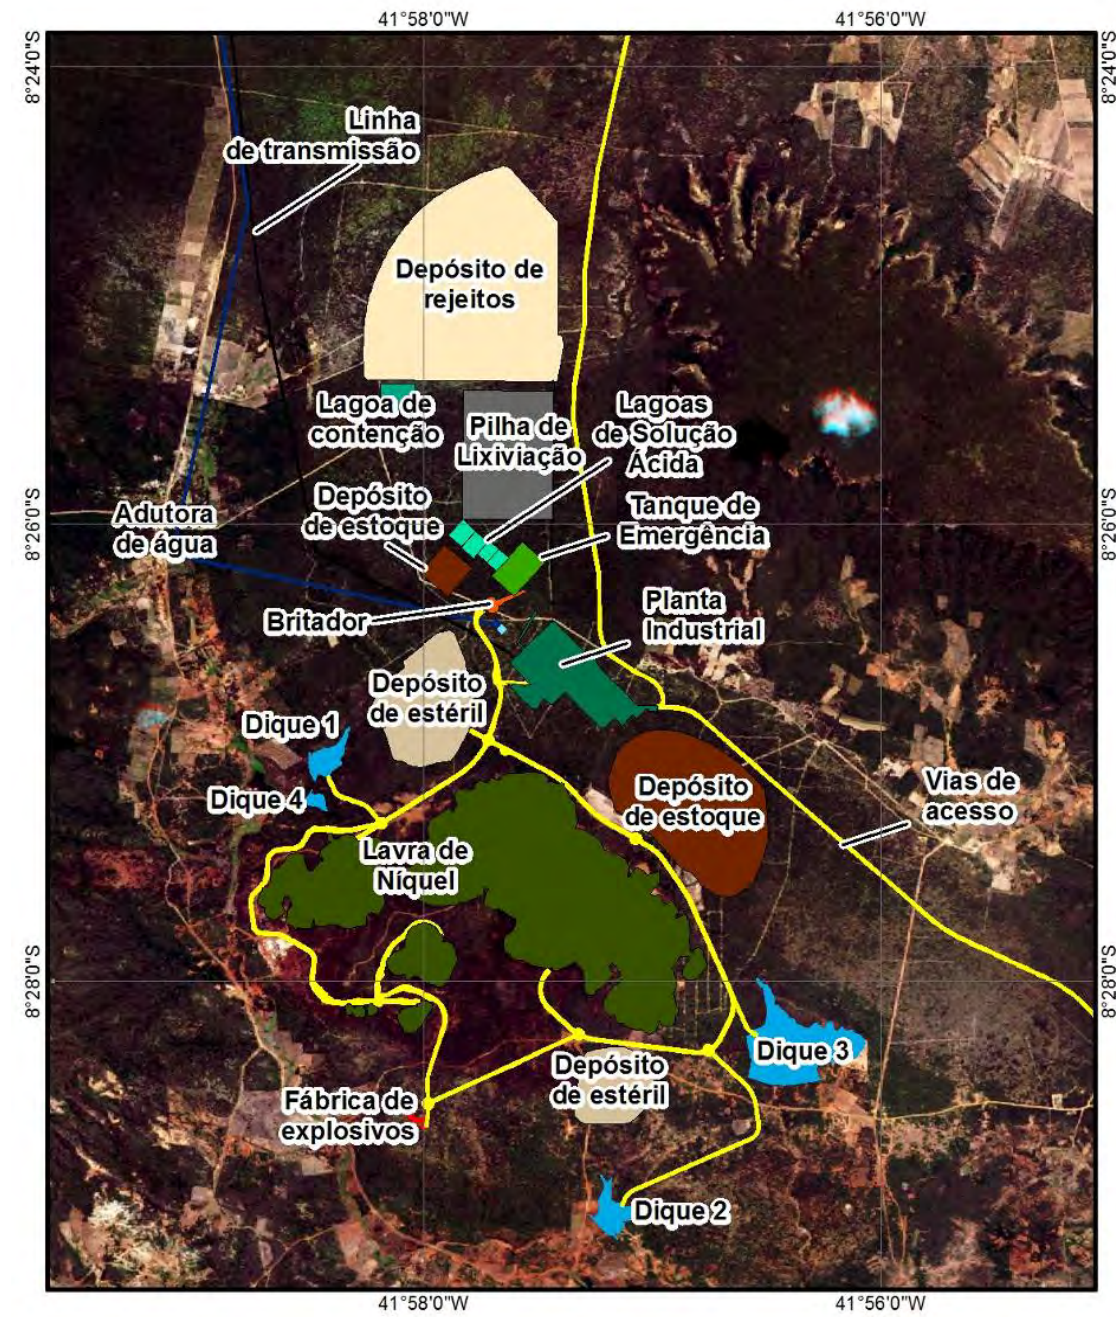 41°58'0"W
41°56'0"W
8°24'0"S
8°24'0"S
Linha
de transmissão
Depósito de
rejeitos
Lagoa de
contenção
Pilha de
Lixiviação
Lagoas
de Solução
Ácida
Depósito
de estoque
Tanque de
Emergência
Adutora
de água
8°26'0"S
8°26'0"S
Britador
Planta
Industrial
Depósito
de estéril
Dique 1
Dique 4
Depósito
de estoque
Vias de
acesso
Lavra de
Níquel
8°28'0"S
8°28'0"S
Dique 3
Depósito
de estéril
Fábrica de
explosivos
Dique 2
41°58'0"W
41°56'0"W